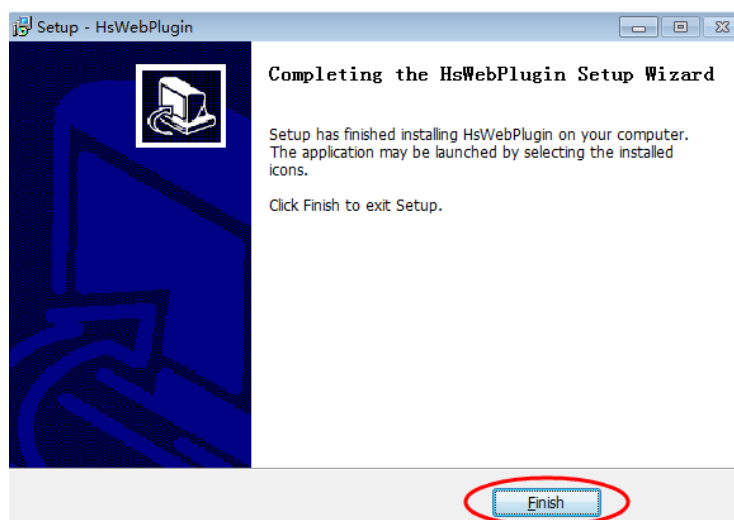 Setup - HsWebPlugin
Completing the HsWebPlugin Setup Wizard
Setup has finished installing HsWebPlugin on your computer.
The application may be launched by selecting the installed
icons.
Click Finish to exit Setup.
Finish